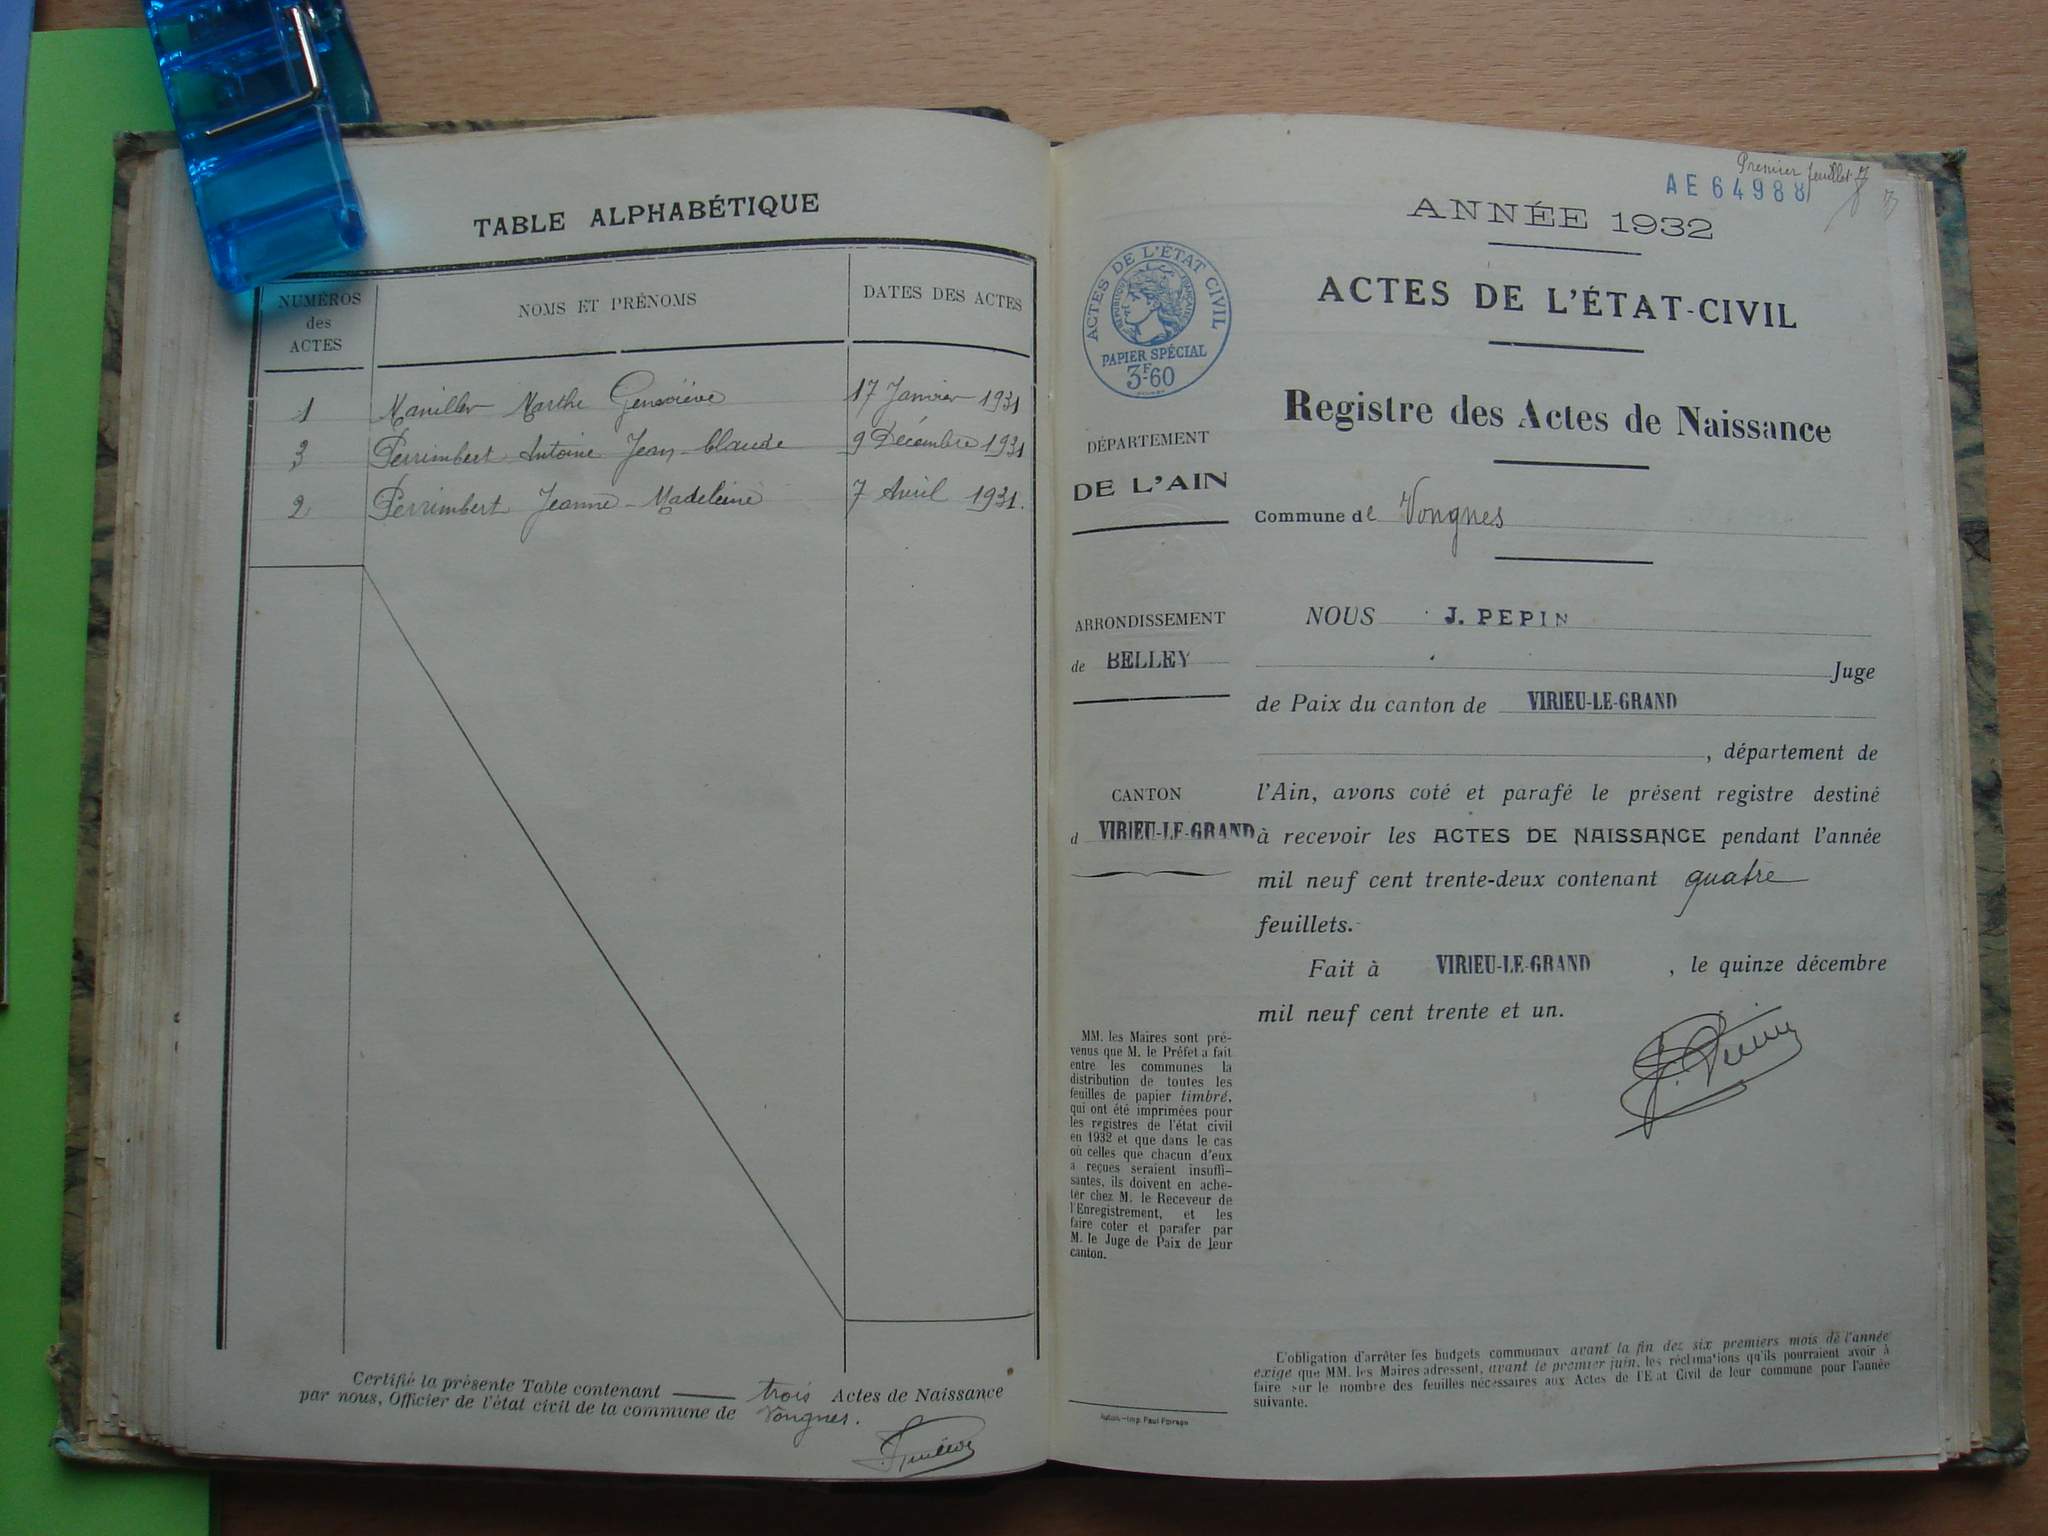 TABLE ALPHABÉTIQUE
NUMÉROS des ACTES
NOMS ET PRÉNOMS
DATES DES ACTES
1 Maniller Marthe Geneviève 17 Janvier 1931
3 Perrimbert Antoine Jean-Claude 9 Décembre 1931
2 Perrimbert Jeanne-Madeleine 7 Avril 1931.
Certifié la présente Table contenant trois Actes de Naissance
par nous, Officier de l'état civil de la commune de Vongnes.
Premier feuillet
AE 64988
ANNÉE 1932
ACTES DE L'ÉTAT-CIVIL
Registre des Actes de Naissance
ACTES DE L'ÉTAT CIVIL
RÉPUBLIQUE FRANÇAISE
PAPIER SPÉCIAL
3F-60
DÉPARTEMENT
DE L'AIN
ARRONDISSEMENT
de BELLEY
CANTON
d VIRIEU-LE-GRAND
MM. les Maires sont pré-
venus que M. le Préfet a fait
entre les communes la
distribution de toutes les
feuilles de papier timbré,
qui ont été imprimées pour
les registres de l'état civil
en 1932 et que dans le cas
où celles que chacun d'eux
a reçues seraient insuffi-
santes, ils doivent en ache-
ter chez M. le Receveur de
l'Enregistrement, et les
faire coter et parafer par
M. le Juge de Paix de leur
canton.
Commune de Vongnes
NOUS J. PEPIN
Juge
de Paix du canton de VIRIEU-LE-GRAND
, département de
l'Ain, avons coté et parafé le présent registre destiné
à recevoir les ACTES DE NAISSANCE pendant l'année
mil neuf cent trente-deux contenant quatre
feuillets.
Fait à VIRIEU-LE-GRAND , le quinze décembre
mil neuf cent trente et un.
L'obligation d'arrêter les budgets communaux avant la fin des six premiers mois de l'année
exige que MM. les Maires adressent, avant le premier juin, les réclamations qu'ils pourraient avoir à
faire sur le nombre des feuilles nécessaires aux Actes de l'Etat Civil de leur commune pour l'année
suivante.
Imp. Paul